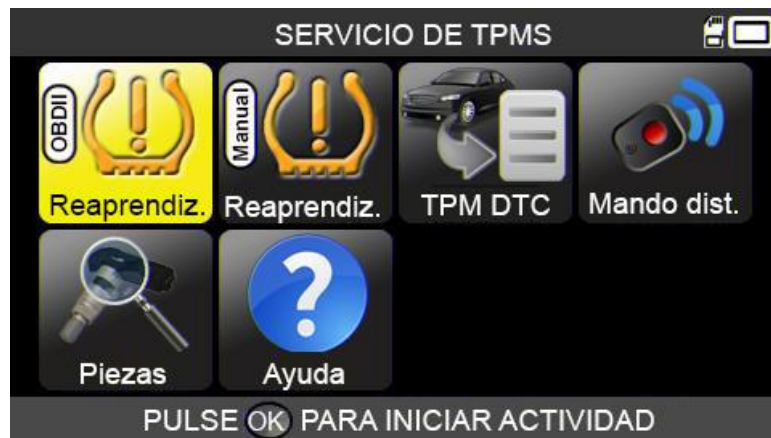 SERVICIO DE TPMS
OBDII
Reaprendiz.
Manual
Reaprendiz.
TPM DTC
Mando dist.
Piezas
?
Ayuda
PULSE OK PARA INICIAR ACTIVIDAD